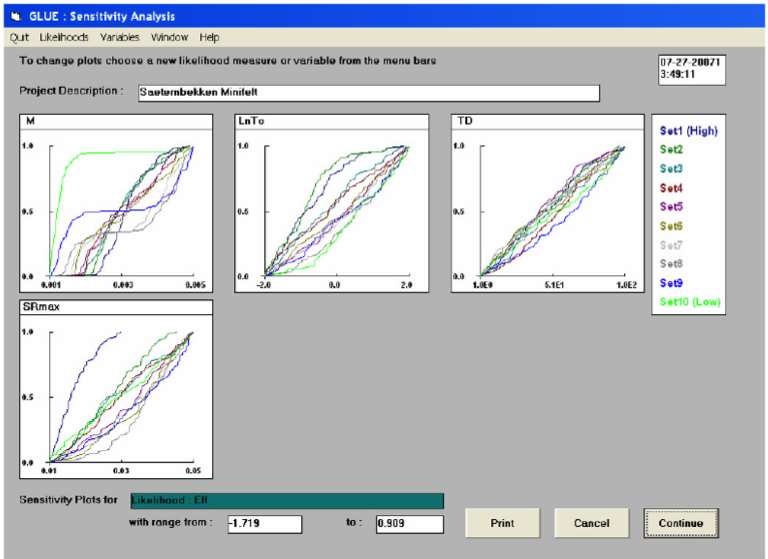 GLUE : Sensitivity Analysis
Quit Likelihoods Variables Window Help
To change plots choose a new likelihood measure or variable from the menu bars
07-27-20071
3:49:11
Project Description : Saeternbekken Minifelt
M
1.0
0.5
0.0
0.001 0.003 0.005
LnTo
1.0
0.5
0.0
-2.0 0.0 2.0
TD
1.0
0.5
0.0
1.0E0 5.1E1 1.0E2
Set1 (High)
Set2
Set3
Set4
Set5
Set6
Set7
Set8
Set9
Set10 (Low)
SRmax
1.0
0.5
0.0
0.01 0.03 0.05
Sensitivity Plots for Likelihood : Eff
with range from : -1.719 to : 0.909
Print Cancel Continue